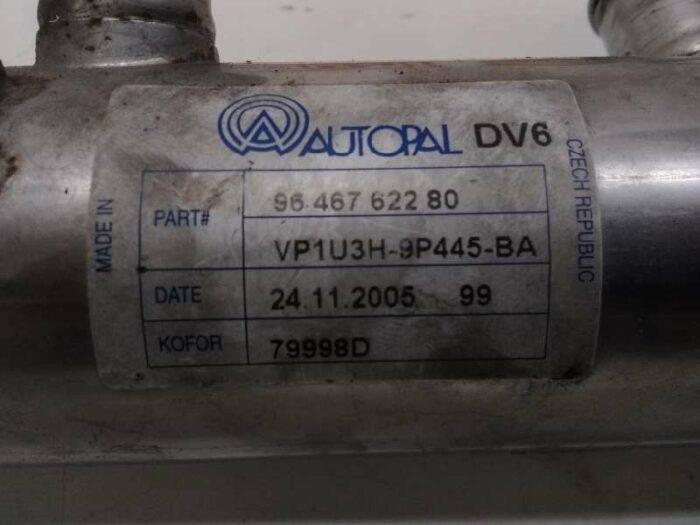 AUTOPAL DV6
MADE IN
CZECH REPUBLIC
PART# 96 467 622 80
VP1U3H-9P445-BA
DATE 24.11.2005 99
KOFOR 79998D